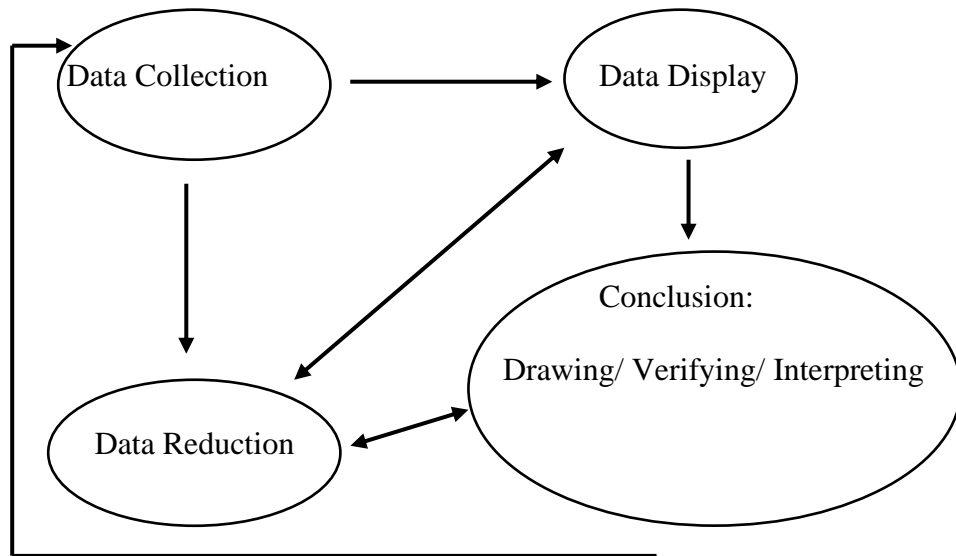 Data Collection
Data Display
Conclusion:
Drawing/ Verifying/ Interpreting
Data Reduction